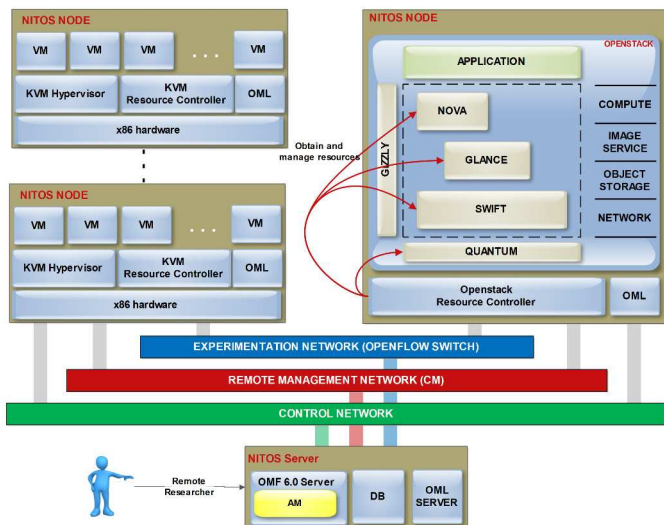 NITOS NODE
VM
VM
VM
. . .
VM
KVM Hypervisor
KVM
Resource Controller
OML
x86 hardware
NITOS NODE
VM
VM
VM
. . .
VM
KVM Hypervisor
KVM
Resource Controller
OML
x86 hardware
Obtain and
manage resources
NITOS NODE
OPENSTACK
APPLICATION
GIZZLY
NOVA
GLANCE
SWIFT
QUANTUM
COMPUTE
IMAGE
SERVICE
OBJECT
STORAGE
NETWORK
Openstack
Resource Controller
OML
EXPERIMENTATION NETWORK (OPENFLOW SWITCH)
REMOTE MANAGEMENT NETWORK (CM)
CONTROL NETWORK
Remote
Researcher
NITOS Server
OMF 6.0 Server
AM
DB
OML
SERVER